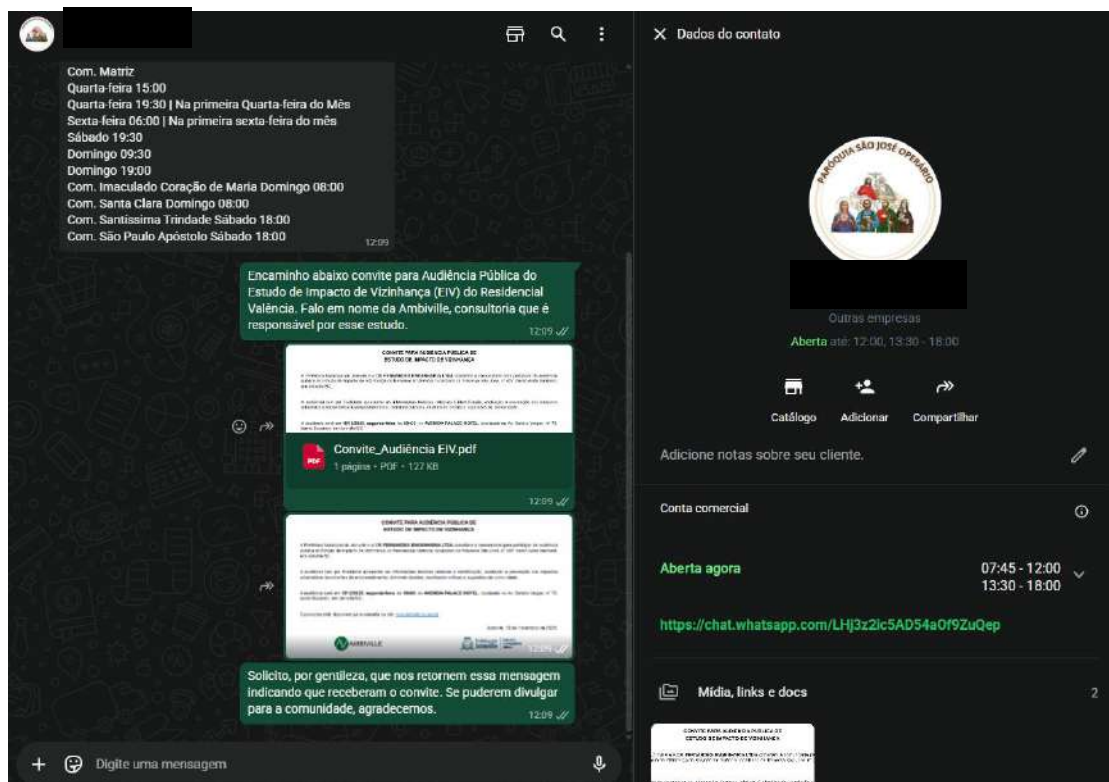 Com. Matriz
Quarta-feira 15:00
Quarta-feira 19:30 | Na primeira Quarta-feira do Mês
Sexta-feira 06:00 | Na primeira sexta-feira do mês
Sábado 19:30
Domingo 09:30
Domingo 19:00
Com. Imaculado Coração de Maria Domingo 08:00
Com. Santa Clara Domingo 08:00
Com. Santíssima Trindade Sábado 18:00
Com. São Paulo Apóstolo Sábado 18:00
12:09
Encaminho abaixo convite para Audiência Pública do
Estudo de Impacto de Vizinhança (EIV) do Residencial
Valência. Falo em nome da Ambiville, consultoria que é
responsável por esse estudo.
12:09
CONVITE PARA AUDIÊNCIA PÚBLICA DE
ESTUDO DE IMPACTO DE VIZINHANÇA
Convite_Audiência EIV.pdf
PDF
1 página • PDF • 127 KB
12:09
CONVITE PARA AUDIÊNCIA PÚBLICA DE
ESTUDO DE IMPACTO DE VIZINHANÇA
AMBIVILLE
12:09
Solicito, por gentileza, que nos retornem essa mensagem
indicando que receberam o convite. Se puderem divulgar
para a comunidade, agradecemos.
12:09
Digite uma mensagem
Dados do contato
PARÓQUIA SÃO JOSÉ OPERÁRIO
Outras empresas
Aberta até: 12:00, 13:30 - 18:00
Catálogo Adicionar Compartilhar
Adicione notas sobre seu cliente.
Conta comercial
Aberta agora 07:45 - 12:00
13:30 - 18:00
https://chat.whatsapp.com/LHj3z2ic5AD54aOf9ZuQep
Mídia, links e docs 2
CONVITE PARA AUDIÊNCIA PÚBLICA DE
ESTUDO DE IMPACTO DE VIZINHANÇA